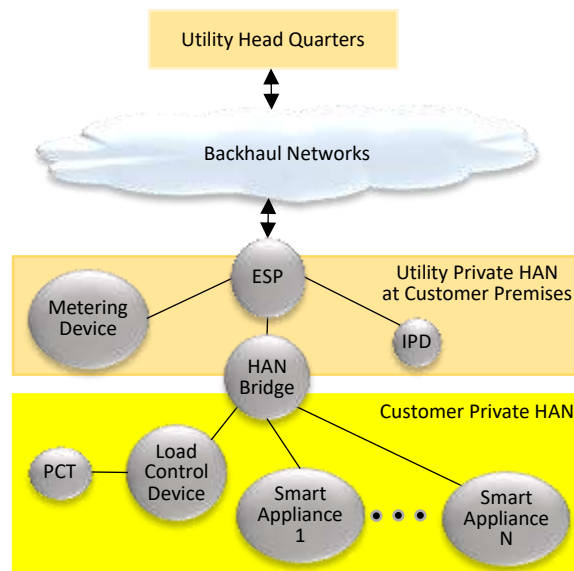 Utility Head Quarters
Backhaul Networks
ESP
Utility Private HAN
at Customer Premises
Metering
Device
IPD
HAN
Bridge
Customer Private HAN
PCT
Load
Control
Device
Smart
Appliance
1
Smart
Appliance
N